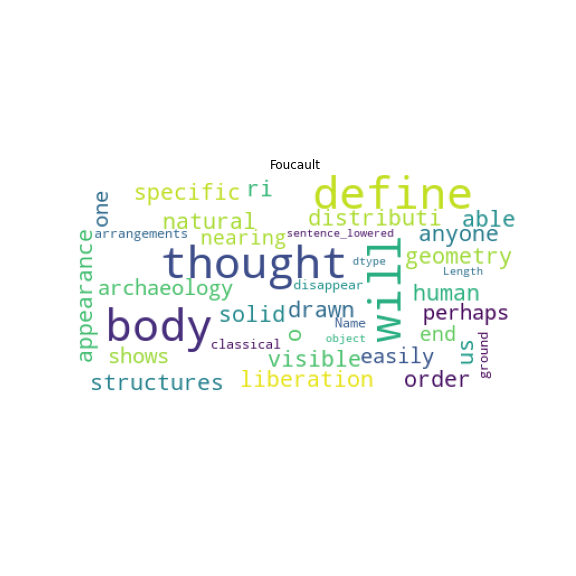 Foucault
specific ri define
one natural distributi able
arrangements nearing sentence_lowered anyone
appearance thought dtype will geometry
Length
archaeology disappear human
body solid drawn perhaps
Name
classical o object end
shows visible easily us ground
structures liberation order